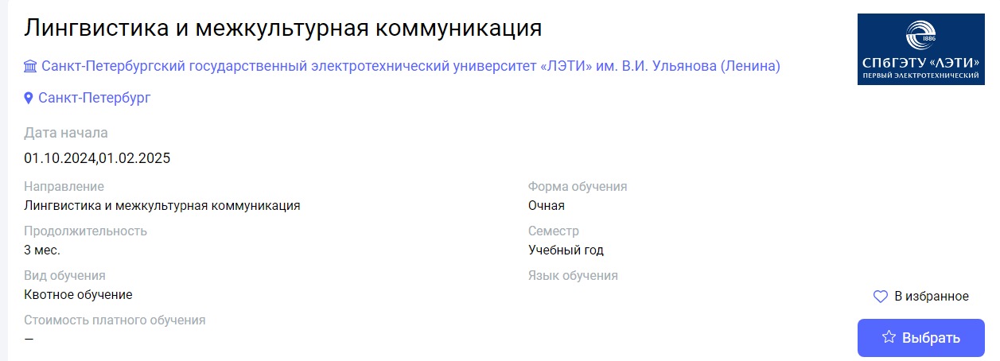 Лингвистика и межкультурная коммуникация
Санкт-Петербургский государственный электротехнический университет «ЛЭТИ» им. В.И. Ульянова (Ленина)
Санкт-Петербург
1886
СПбГЭТУ «ЛЭТИ»
ПЕРВЫЙ ЭЛЕКТРОТЕХНИЧЕСКИЙ
Дата начала
01.10.2024,01.02.2025
Направление
Лингвистика и межкультурная коммуникация
Форма обучения
Очная
Продолжительность
3 мес.
Семестр
Учебный год
Вид обучения
Квотное обучение
Язык обучения
Стоимость платного обучения
—
В избранное
Выбрать